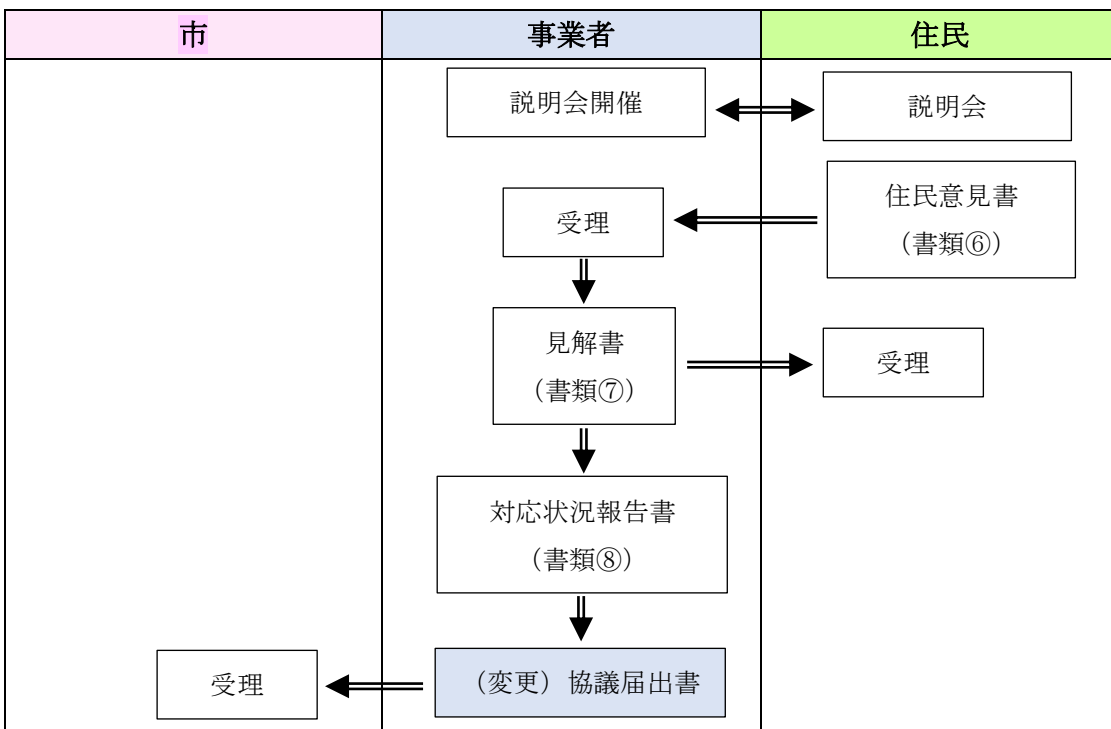 市
事業者
住民
説明会開催
説明会
受理
住民意見書
（書類⑥）
見解書
（書類⑦）
受理
対応状況報告書
（書類⑧）
受理
（変更）協議届出書